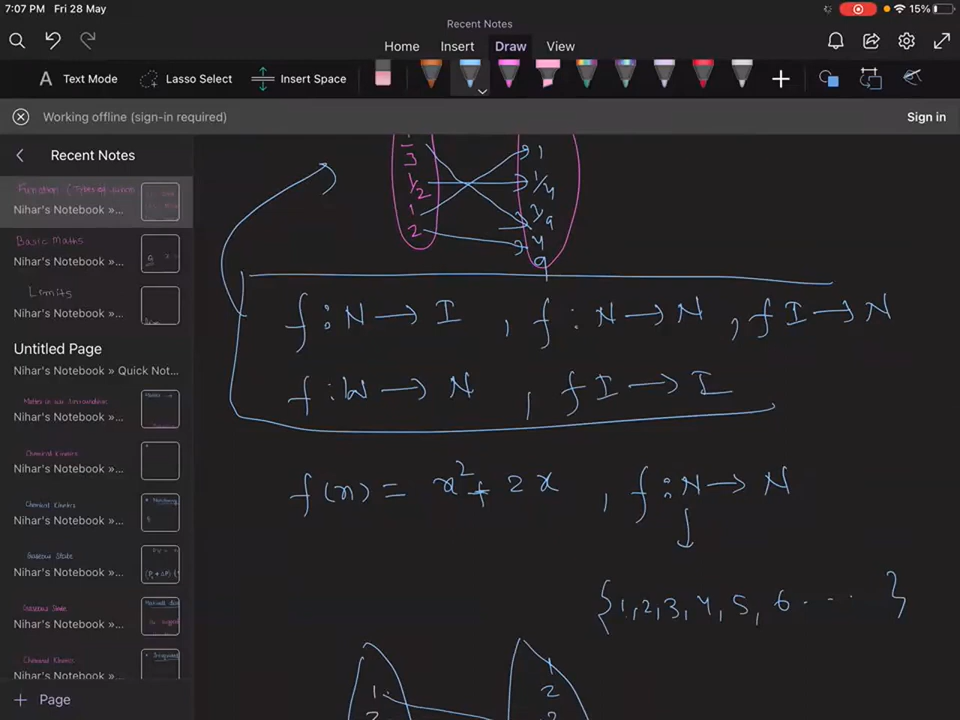 7:07 PM Fri 28 May
15%
Recent Notes
Home Insert Draw View
A Text Mode Lasso Select Insert Space
Working offline (sign-in required)
Sign in
Recent Notes
Nihar's Notebook »...
Basic Maths
Nihar's Notebook »...
Limits
Nihar's Notebook »...
Untitled Page
Nihar's Notebook » Quick Not...
Nihar's Notebook »...
Chemical Kinetics
Nihar's Notebook »...
Chemical Kinetics
Nihar's Notebook »...
Gaseous State
Nihar's Notebook »...
Gaseous State
Nihar's Notebook »...
Chemical Kinetics
Nihar's Notebook »...
+ Page
3 1
1/2 1/4
1 1/9
2 4
9
f : N → I , f : N → N , f I → N
f : W → N , f I → I
f(n) = x² + 2x , f : N → N
{1, 2, 3, 4, 5, 6 ... }
1 1
2 2